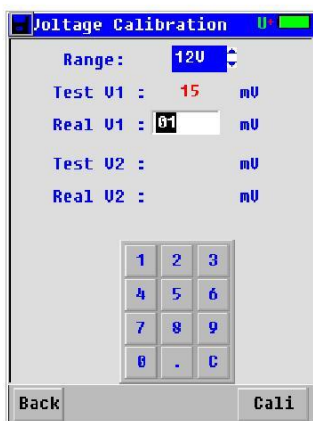 Voltage Calibration U+
Range: 12V
Test V1 : 15 mV
Real V1 : 01 mV
Test V2 : mV
Real V2 : mV
1 2 3
4 5 6
7 8 9
0 . C
Back Cali